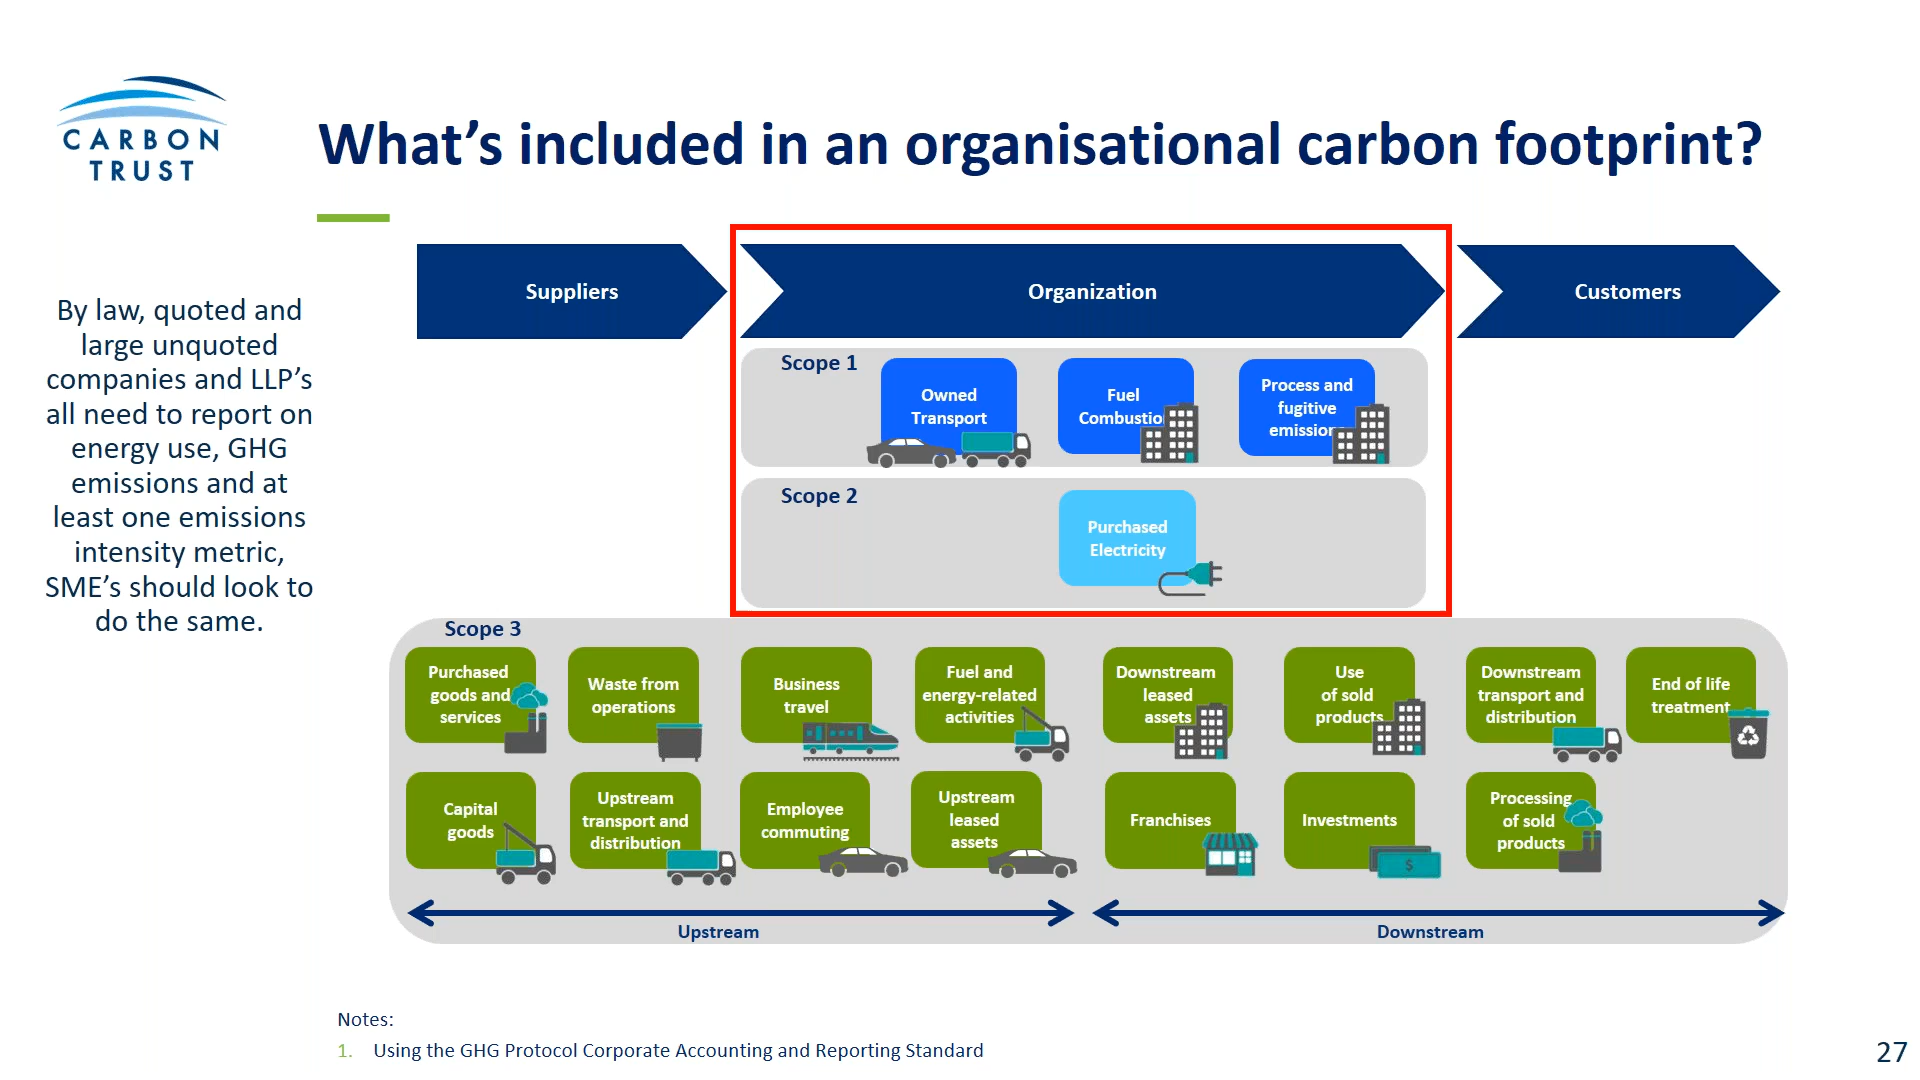 CARBON
TRUST
What's included in an organisational carbon footprint?
By law, quoted and
large unquoted
companies and LLP's
all need to report on
energy use, GHG
emissions and at
least one emissions
intensity metric,
SME's should look to
do the same.
Suppliers
Organization
Customers
Scope 1
Owned
Transport
Fuel
Combustio
Process and
fugitive
emission
Scope 2
Purchased
Electricity
Scope 3
Purchased
goods and
services
Waste from
operations
Business
travel
Fuel and
energy-related
activities
Downstream
leased
assets
Use
of sold
products
Downstream
transport and
distribution
End of life
treatment
Capital
goods
Upstream
transport and
distribution
Employee
commuting
Upstream
leased
assets
Franchises
Investments
$
Processing
of sold
products
Upstream
Downstream
Notes:
1. Using the GHG Protocol Corporate Accounting and Reporting Standard
27